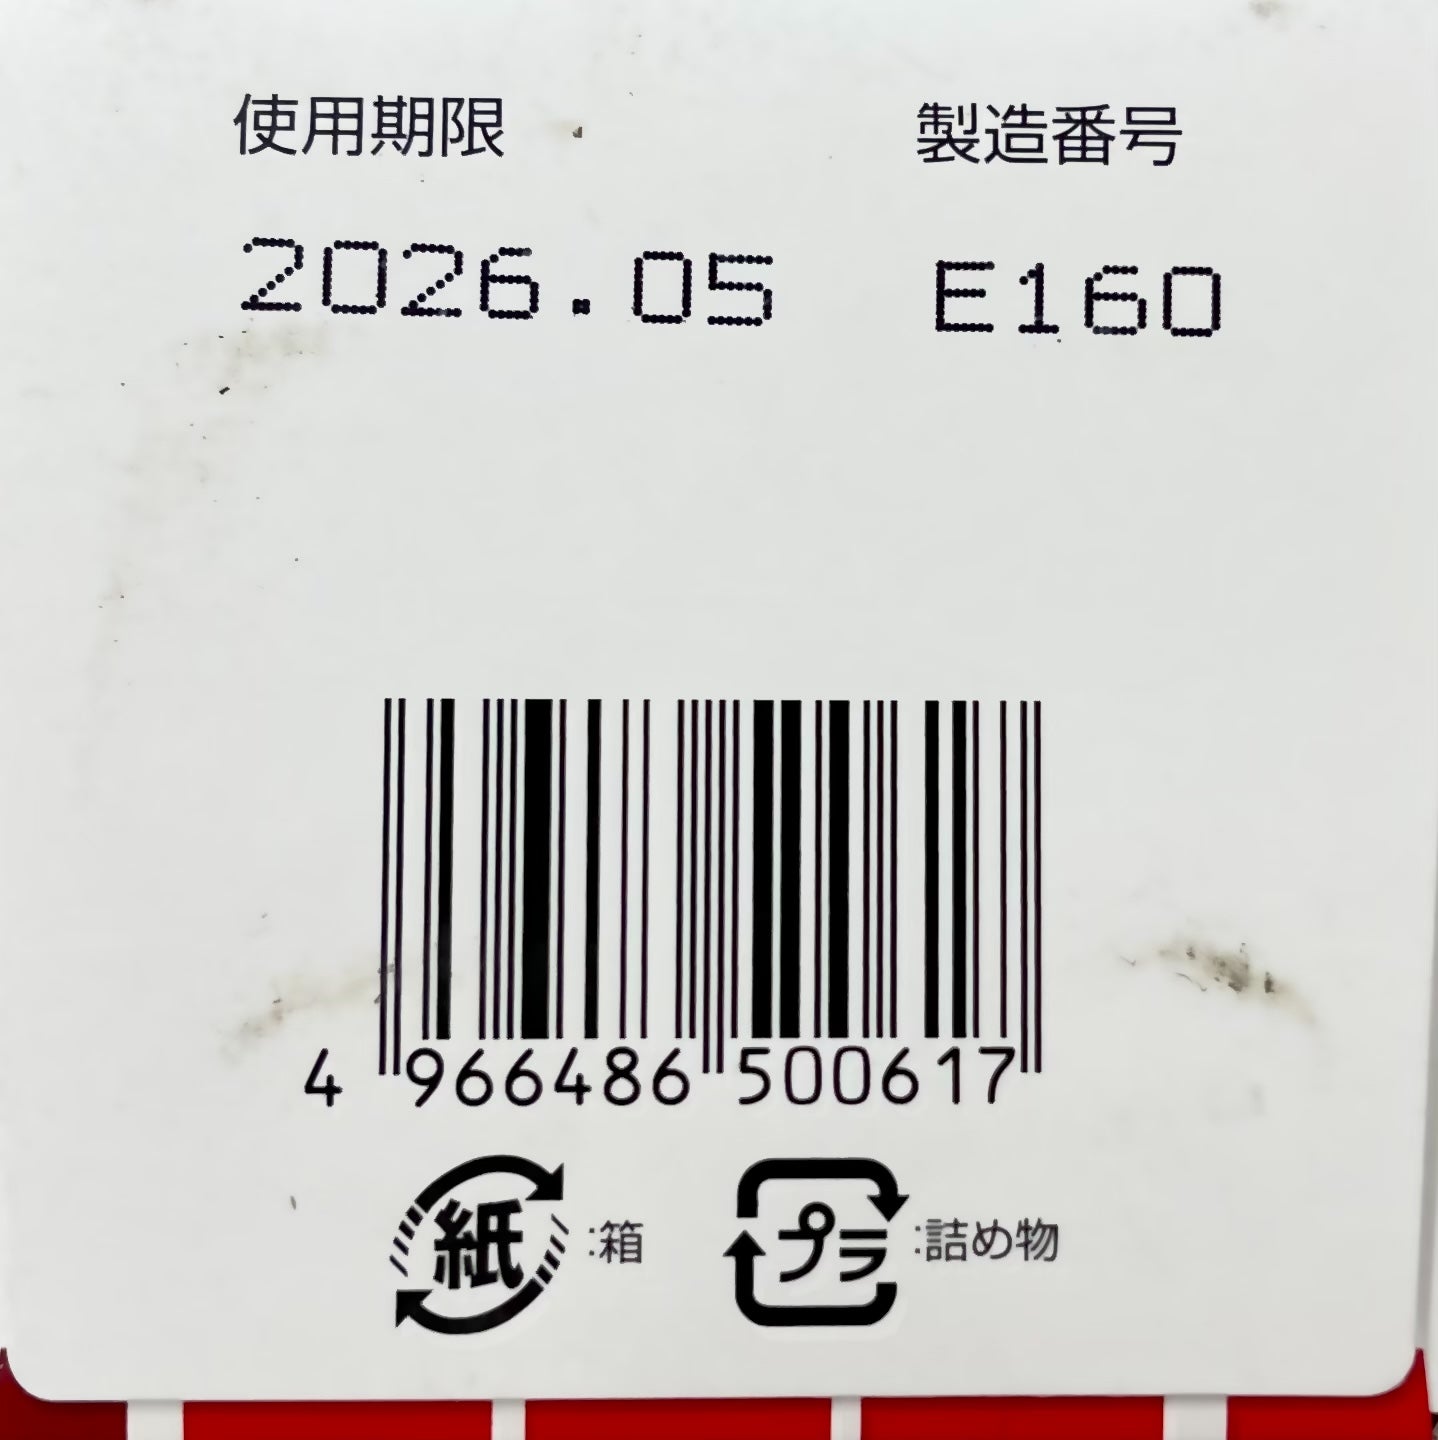 使用期限 製造番号
2026.05 E160
4 966486 500617
紙 :箱 プラ :詰め物